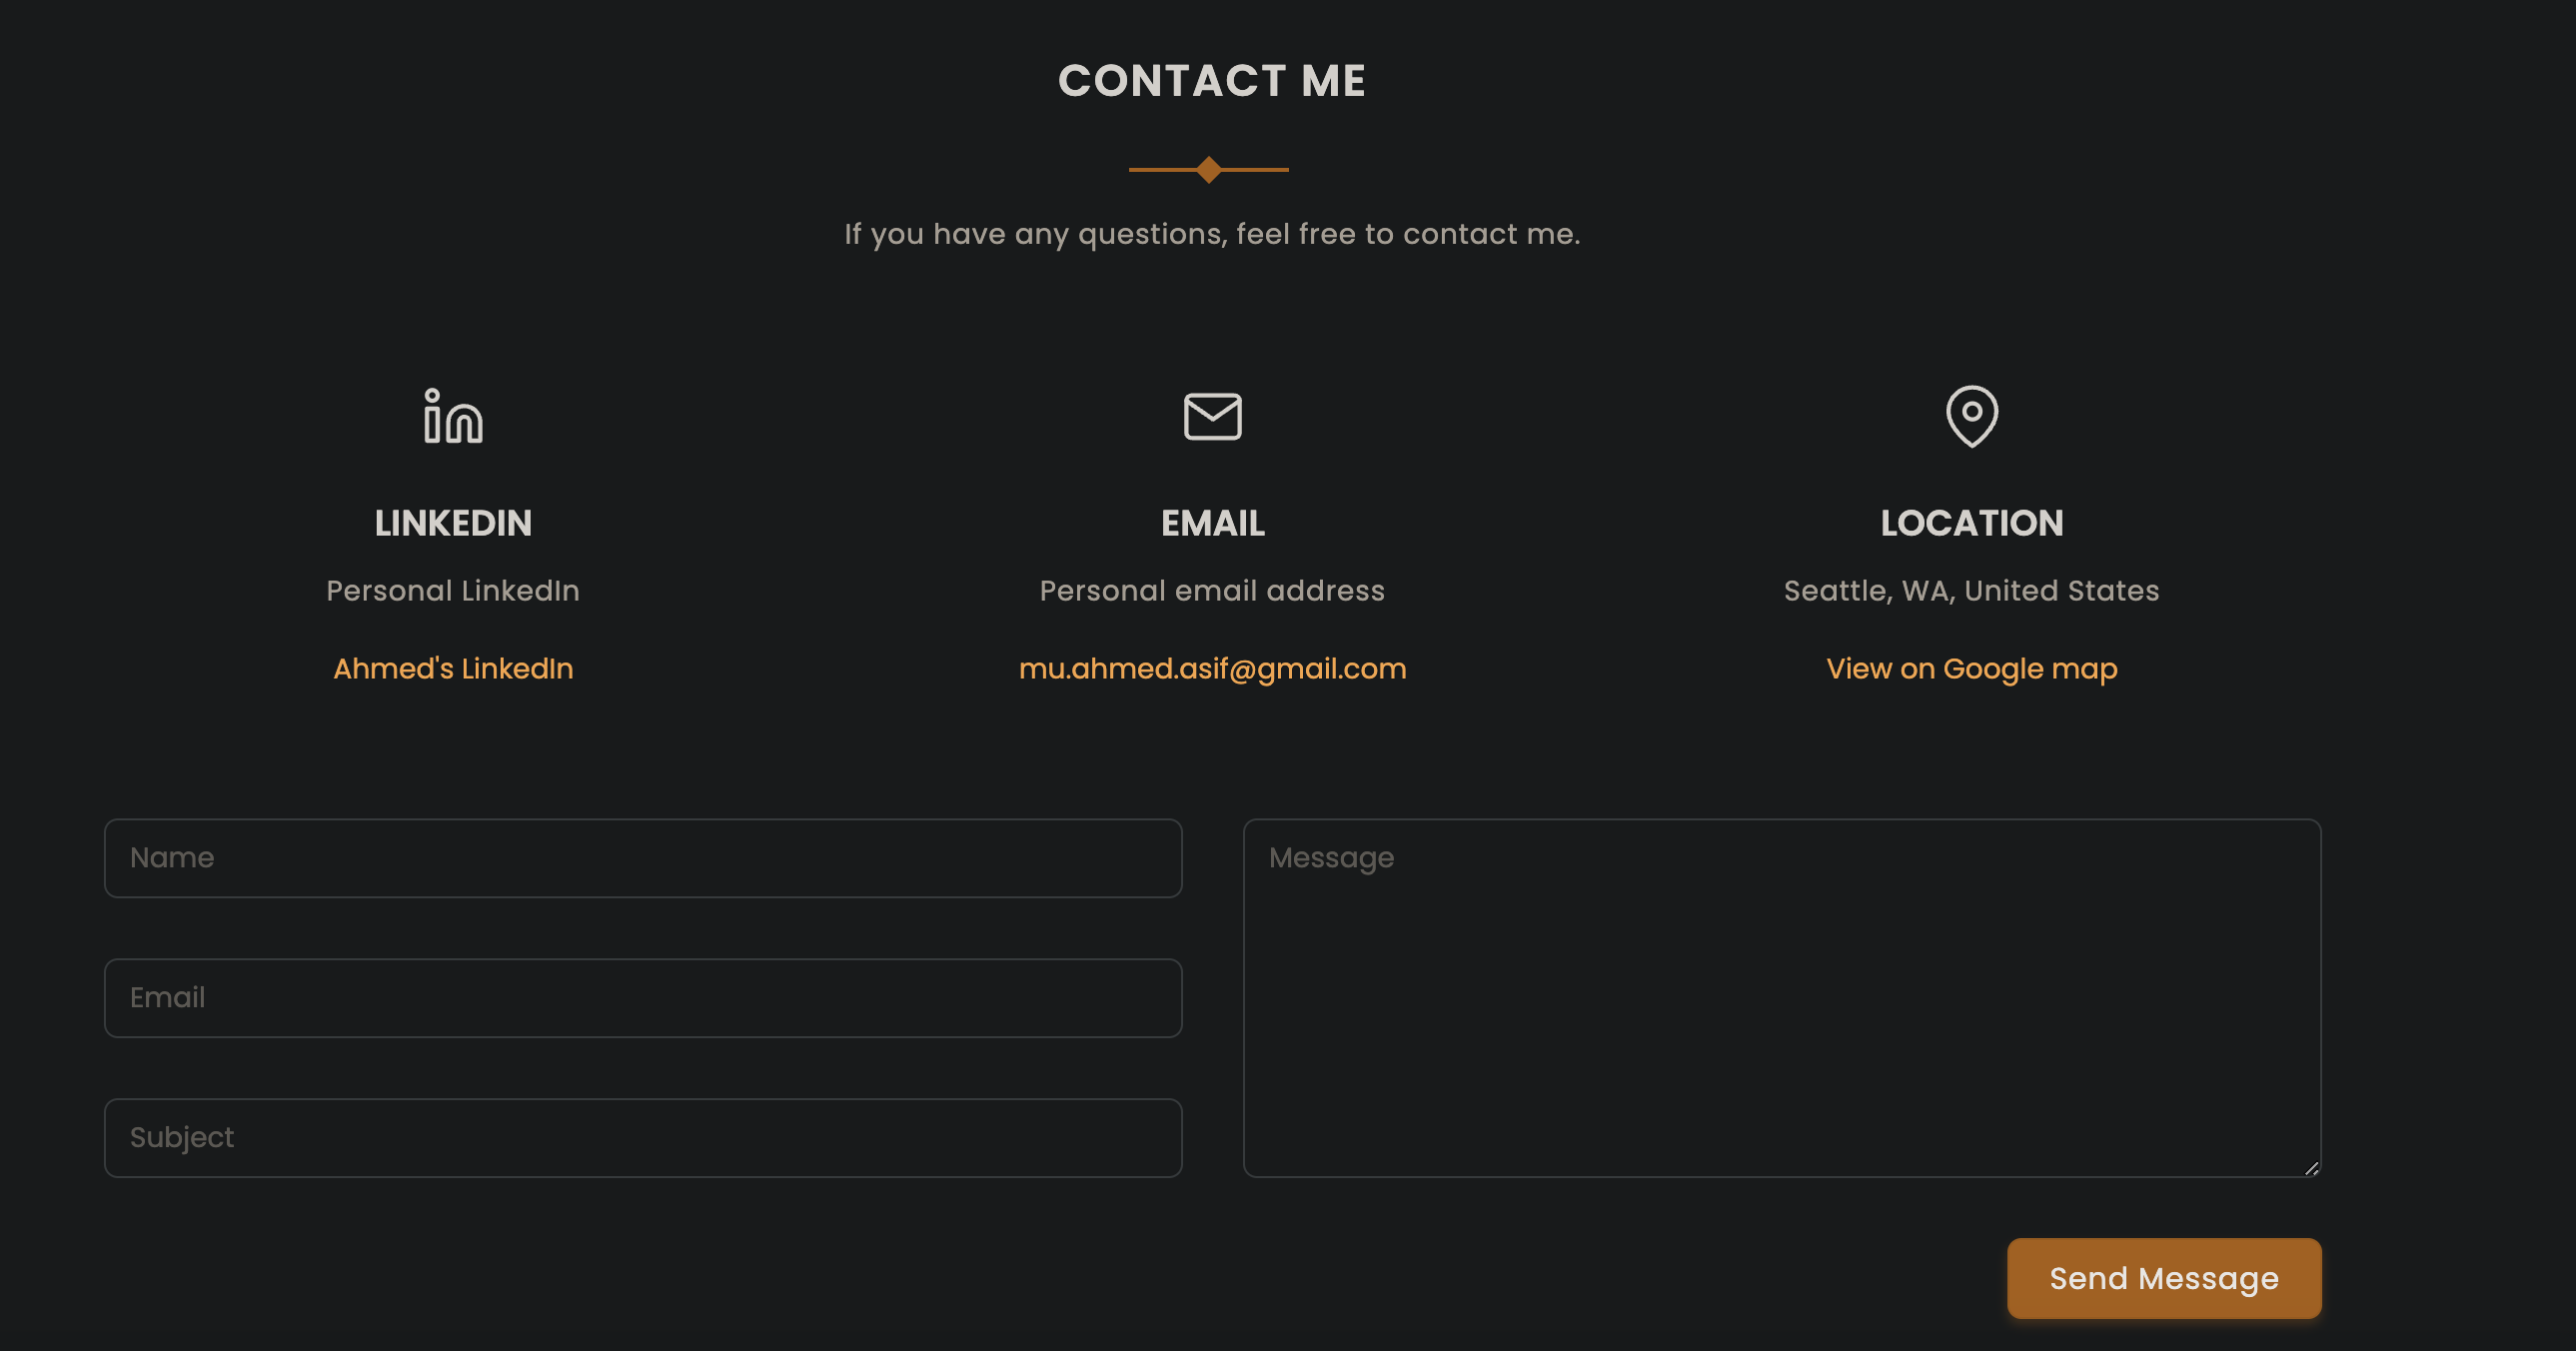 CONTACT ME
If you have any questions, feel free to contact me.
LINKEDIN
Personal LinkedIn
Ahmed's LinkedIn
EMAIL
Personal email address
mu.ahmed.asif@gmail.com
LOCATION
Seattle, WA, United States
View on Google map
Name
Email
Subject
Message
Send Message